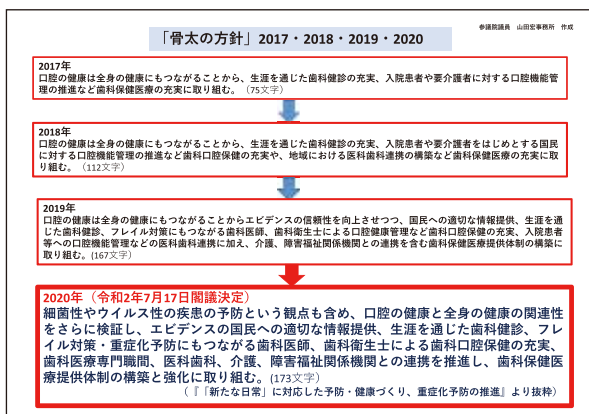 参議院議員 山田宏事務所 作成
「骨太の方針」2017・2018・2019・2020
2017年
口腔の健康は全身の健康にもつながることから、生涯を通じた歯科健診の充実、入院患者や要介護者に対する口腔機能管
理の推進など歯科保健医療の充実に取り組む。（75文字）
2018年
口腔の健康は全身の健康にもつながることから、生涯を通じた歯科健診の充実、入院患者や要介護者をはじめとする国民
に対する口腔機能管理の推進など歯科口腔保健の充実や、地域における医科歯科連携の構築など歯科保健医療の充実に取
り組む。（112文字）
2019年
口腔の健康は全身の健康にもつながることからエビデンスの信頼性を向上させつつ、国民への適切な情報提供、生涯を通
じた歯科健診、フレイル対策にもつながる歯科医師、歯科衛生士による口腔健康管理など歯科口腔保健の充実、入院患者
等への口腔機能管理などの医科歯科連携に加え、介護、障害福祉関係機関との連携を含む歯科保健医療提供体制の構築に
取り組む。(167文字）
2020年（令和2年7月17日閣議決定）
細菌性やウイルス性の疾患の予防という観点も含め、口腔の健康と全身の健康の関連性
をさらに検証し、エビデンスの国民への適切な情報提供、生涯を通じた歯科健診、フレ
イル対策・重症化予防にもつながる歯科医師、歯科衛生士による歯科口腔保健の充実、
歯科医療専門職間、医科歯科、介護、障害福祉関係機関との連携を推進し、歯科保健医
療提供体制の構築と強化に取り組む。(173文字）
（『「新たな日常」に対応した予防・健康づくり、重症化予防の推進』より抜粋）